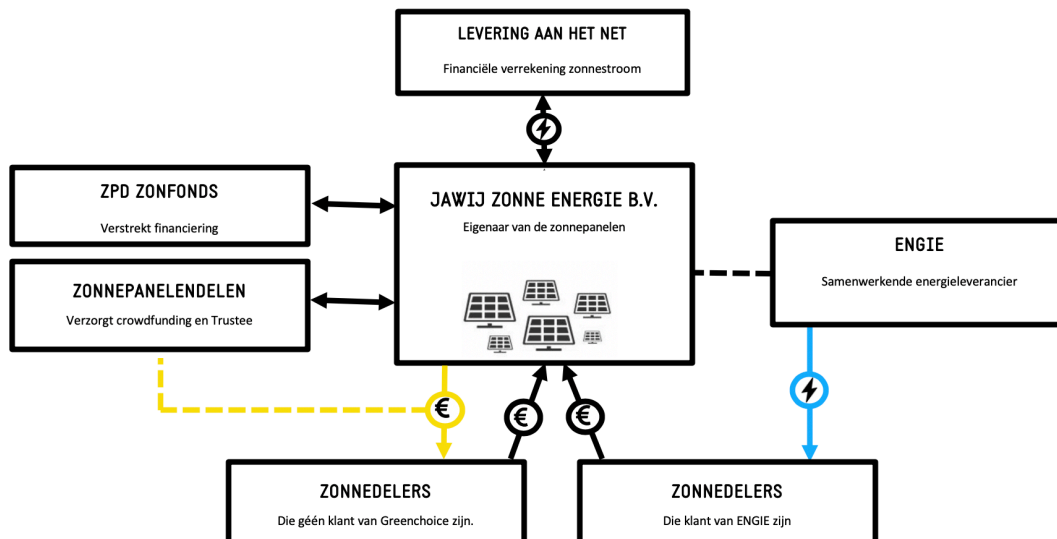 LEVERING AAN HET NET
Financiële verrekening zonnestroom
ZPD ZONFONDS
Verstrekt financiering
JAWIJ ZONNE ENERGIE B.V.
Eigenaar van de zonnepanelen
ENGIE
Samenwerkende energieleverancier
ZONNEPANELENDELEN
Verzorgt crowdfunding en Trustee
€
€
€
ZONNEDELERS
Die géén klant van Greenchoice zijn.
ZONNEDELERS
Die klant van ENGIE zijn